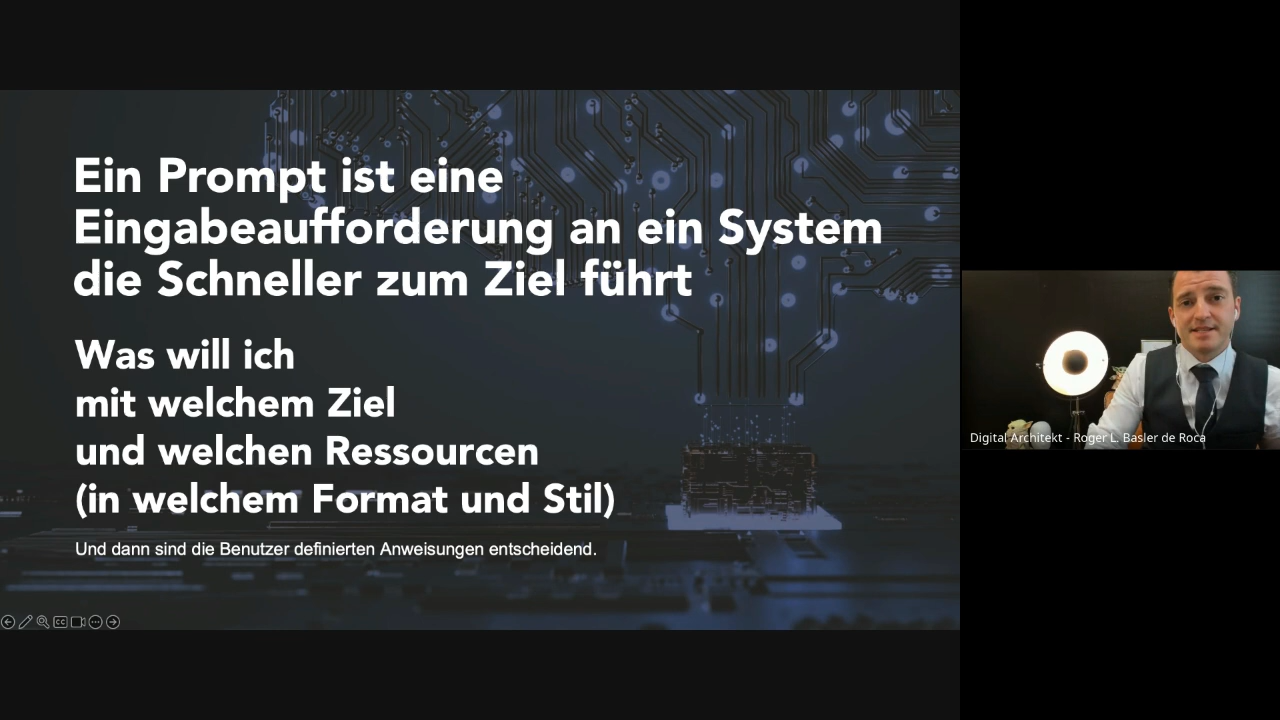 Ein Prompt ist eine
Eingabeaufforderung an ein System
die Schneller zum Ziel führt
Was will ich
mit welchem Ziel
und welchen Ressourcen
(in welchem Format und Stil)
Und dann sind die Benutzer definierten Anweisungen entscheidend.
CC
Digital Architekt - Roger L. Basler de Roca